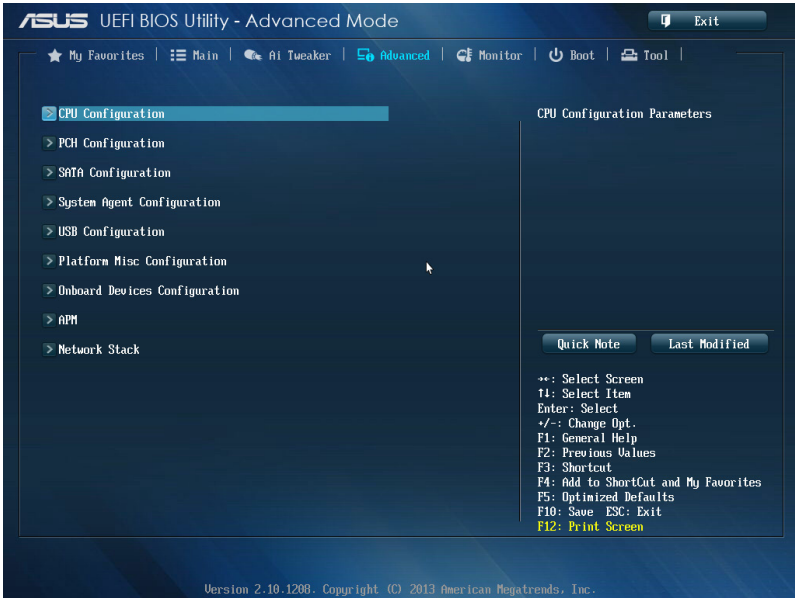 ASUS UEFI BIOS Utility - Advanced Mode
Exit
My Favorites | Main | Ai Tweaker | Advanced | Monitor | Boot | Tool |
> CPU Configuration
CPU Configuration Parameters
> PCH Configuration
> SATA Configuration
> System Agent Configuration
> USB Configuration
> Platform Misc Configuration
> Onboard Devices Configuration
> APM
> Network Stack
Quick Note
Last Modified
→←: Select Screen
↑↓: Select Item
Enter: Select
+/-: Change Opt.
F1: General Help
F2: Previous Values
F3: Shortcut
F4: Add to ShortCut and My Favorites
F5: Optimized Defaults
F10: Save ESC: Exit
F12: Print Screen
Version 2.10.1208. Copyright (C) 2013 American Megatrends, Inc.